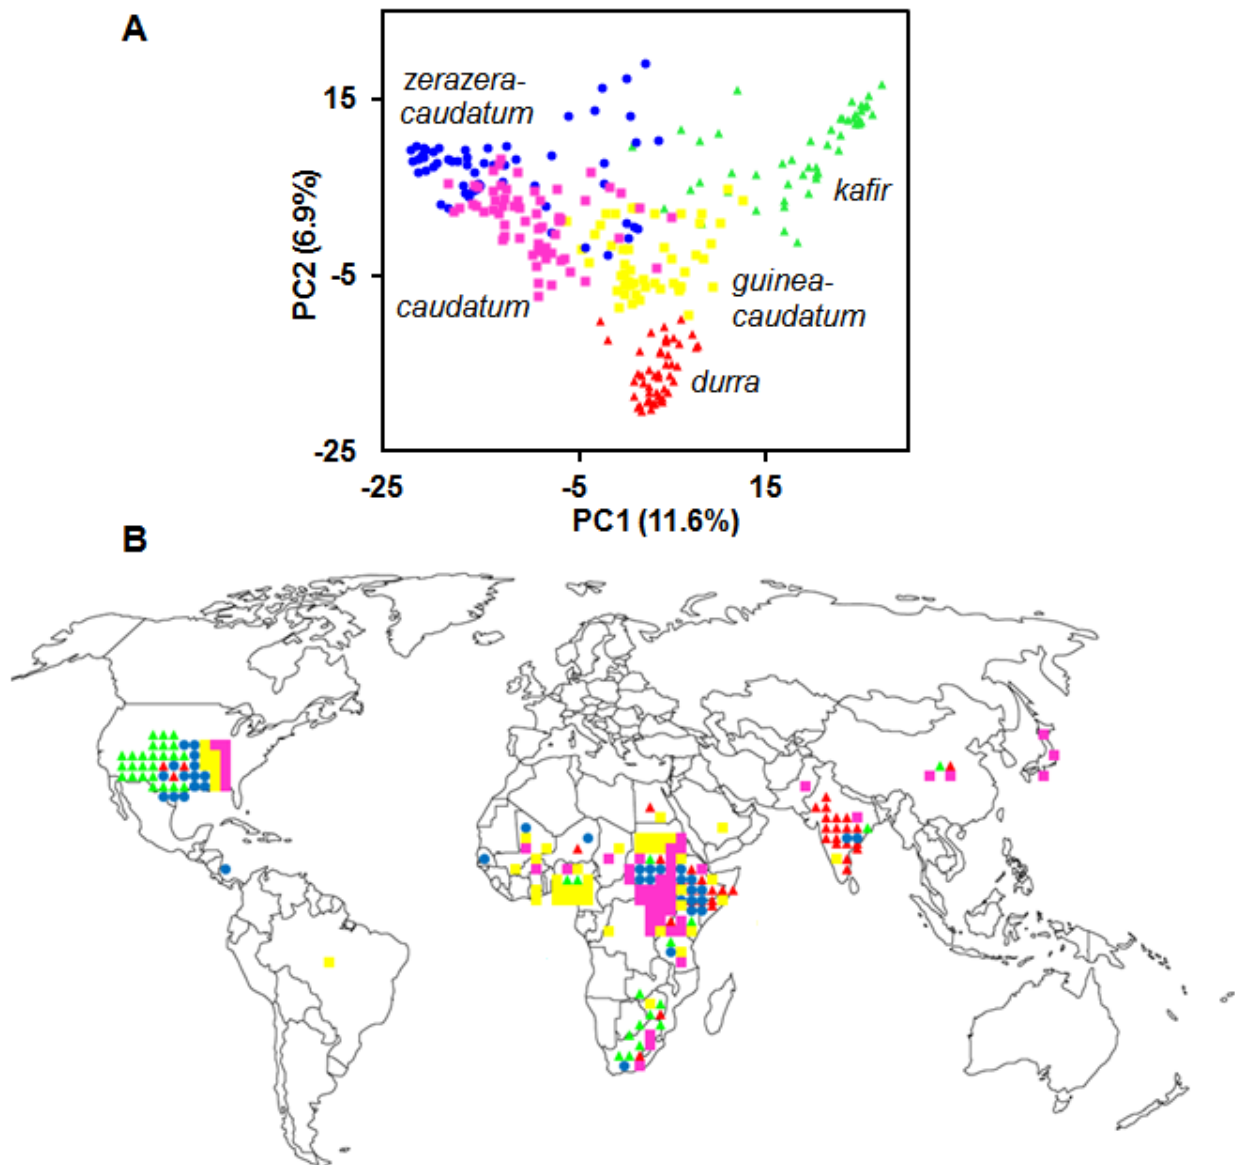 A
zerazera-
caudatum
kafir
guinea-
caudatum
caudatum
durra
PC2 (6.9%)
15
-5
-25
-25
-5
15
PC1 (11.6%)
B